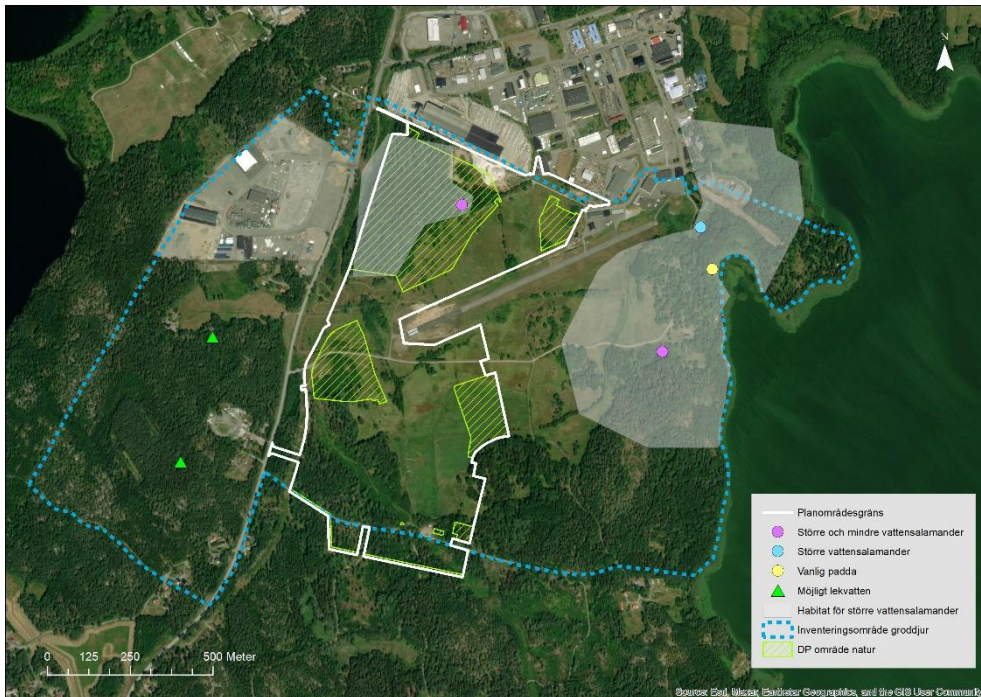 N
Planområdesgräns
Större och mindre vattensalamander
Större vattensalamander
Vanlig padda
Möjligt lekvatten
Habitat för större vattensalamander
Inventeringsområde groddjur
DP område natur
0 125 250 500 Meter
Source: Esri, Maxar, Earthstar Geographics, and the GIS User Community